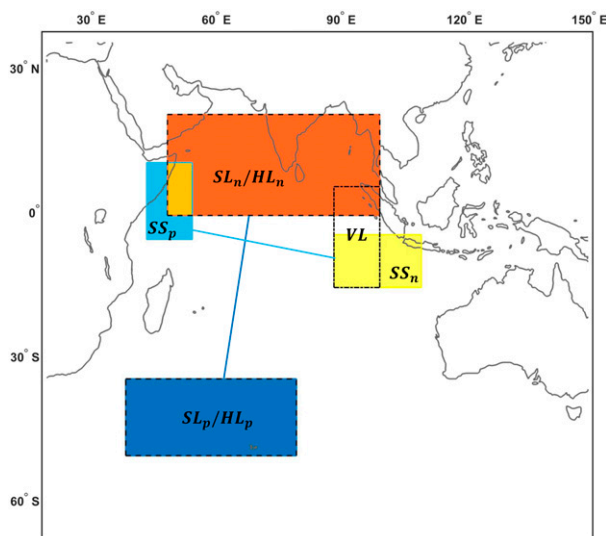 30° E 60° E 90° E 120° E 150° E
30° N
SLn/HLn
0°
SSp
VL
SSn
30° S
SLp/HLp
60° S